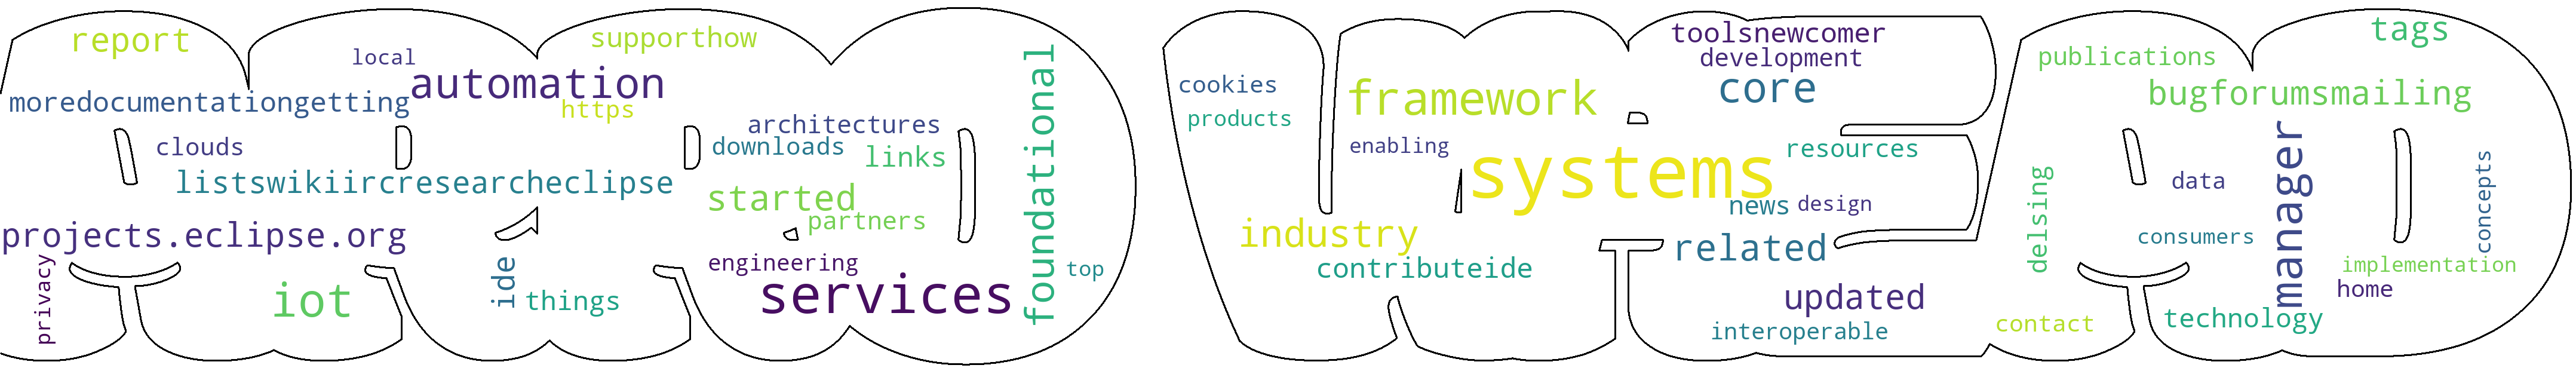 report
local
supporthow
automation
moredocumentationgetting
https
architectures
clouds
downloads
links
listswikiircresearcheclipse
started
partners
projects.eclipse.org
privacy
engineering
ide
iot
things
services
top
foundational
cookies
products
framework
toolsnewcomer
development
core
enabling
systems
resources
news
design
industry
contributeide
related
updated
interoperable
publications
tags
bugforumsmailing
data
manager
concepts
delsing
consumers
implementation
home
contact
technology